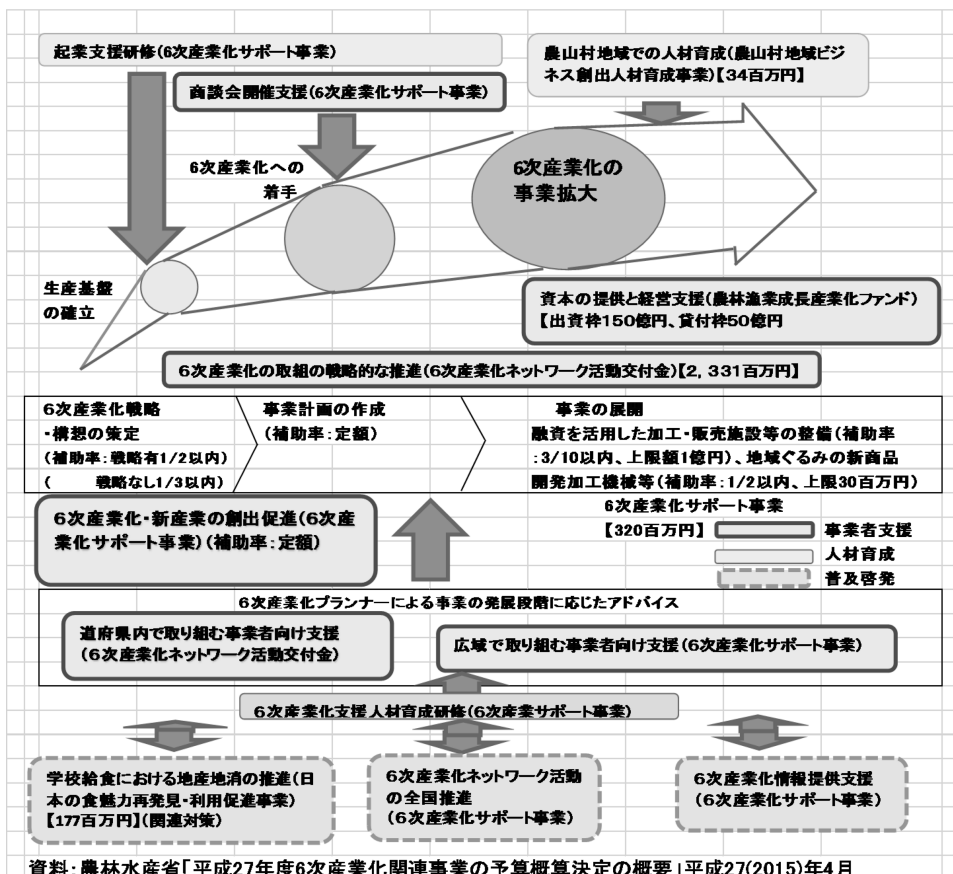 起業支援研修(6次産業化サポート事業)
農山村地域での人材育成(農山村地域ビジ
ネス創出人材育成事業)【34百万円】
商談会開催支援(6次産業化サポート事業)
6次産業化への
着手
6次産業化の
事業拡大
生産基盤
の確立
資本の提供と経営支援(農林漁業成長産業化ファンド)
【出資枠150億円、貸付枠50億円
6次産業化の取組の戦略的な推進(6次産業化ネットワーク活動交付金)【2,331百万円】
6次産業化戦略
・構想の策定
(補助率:戦略有1/2以内)
( 戦略なし1/3以内)
事業計画の作成
(補助率:定額)
事業の展開
融資を活用した加工・販売施設等の整備(補助率
:3/10以内、上限額1億円)、地域ぐるみの新商品
開発加工機械等(補助率:1/2以内、上限30百万円)
6次産業化・新産業の創出促進(6次産
業化サポート事業)(補助率:定額)
6次産業化サポート事業
【320百万円】
事業者支援
人材育成
普及啓発
6次産業化プランナーによる事業の発展段階に応じたアドバイス
道府県内で取り組む事業者向け支援
(6次産業化ネットワーク活動交付金)
広域で取り組む事業者向け支援(6次産業化サポート事業)
6次産業化支援人材育成研修(6次産業サポート事業)
学校給食における地産地消の推進(日
本の食魅力再発見・利用促進事業)
【177百万円】(関連対策)
6次産業化ネットワーク活動
の全国推進
(6次産業化サポート事業)
6次産業化情報提供支援
(6次産業化サポート事業)
資料:農林水産省「平成27年度6次産業化関連事業の予算概算決定の概要」平成27(2015)年4月